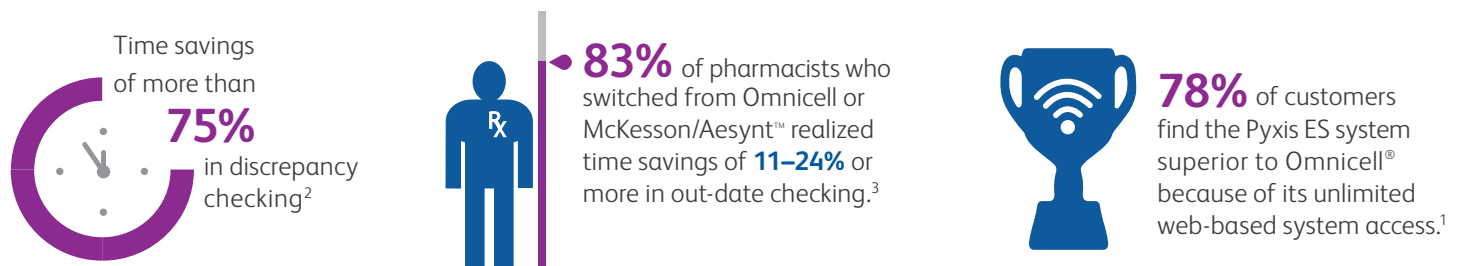 Time savings
of more than
75%
in discrepancy
checking²
Rx
83% of pharmacists who
switched from Omnicell or
McKesson/Aesynt™ realized
time savings of 11–24% or
more in out-date checking.³
78% of customers
find the Pyxis ES system
superior to Omnicell®
because of its unlimited
web-based system access.¹